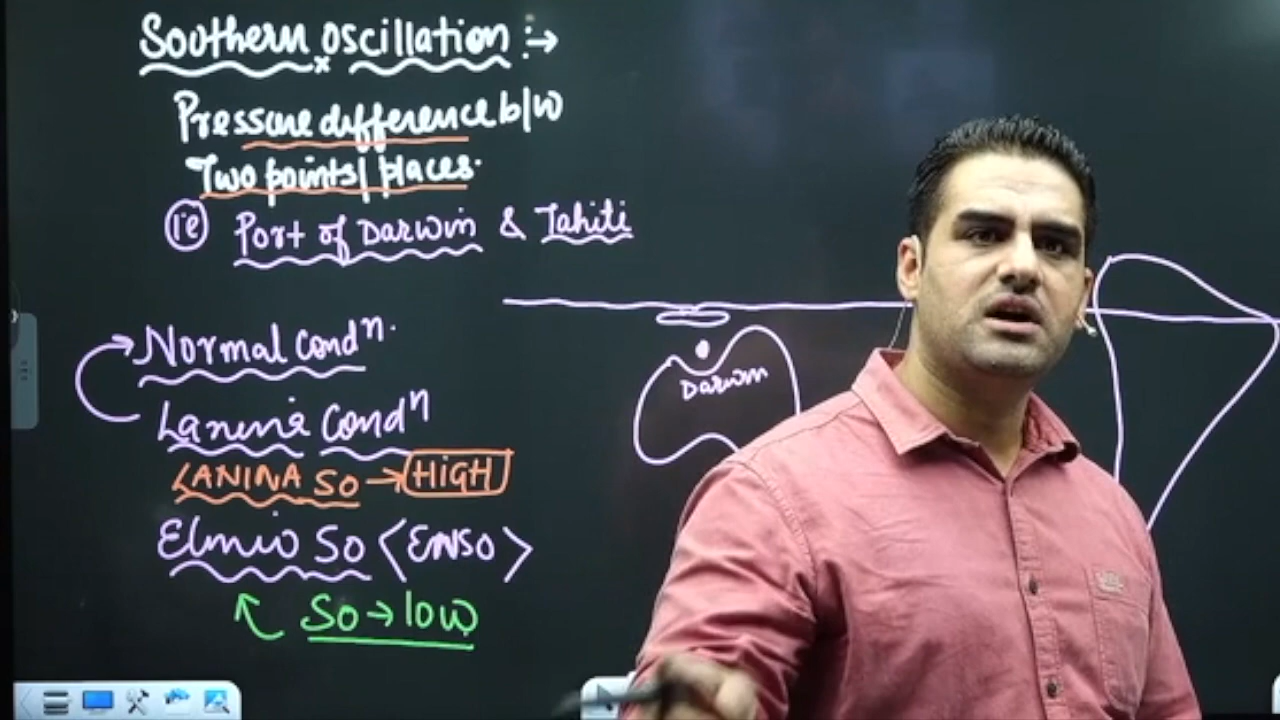 Southern oscillation :→
Pressure difference b/w
Two points/places.
(ie) Port of Darwin & Tahiti
Normal Condⁿ.
Darwin
Lanina Condⁿ
LANINA SO → HIGH
Elnino SO <ENSO>
SO → low